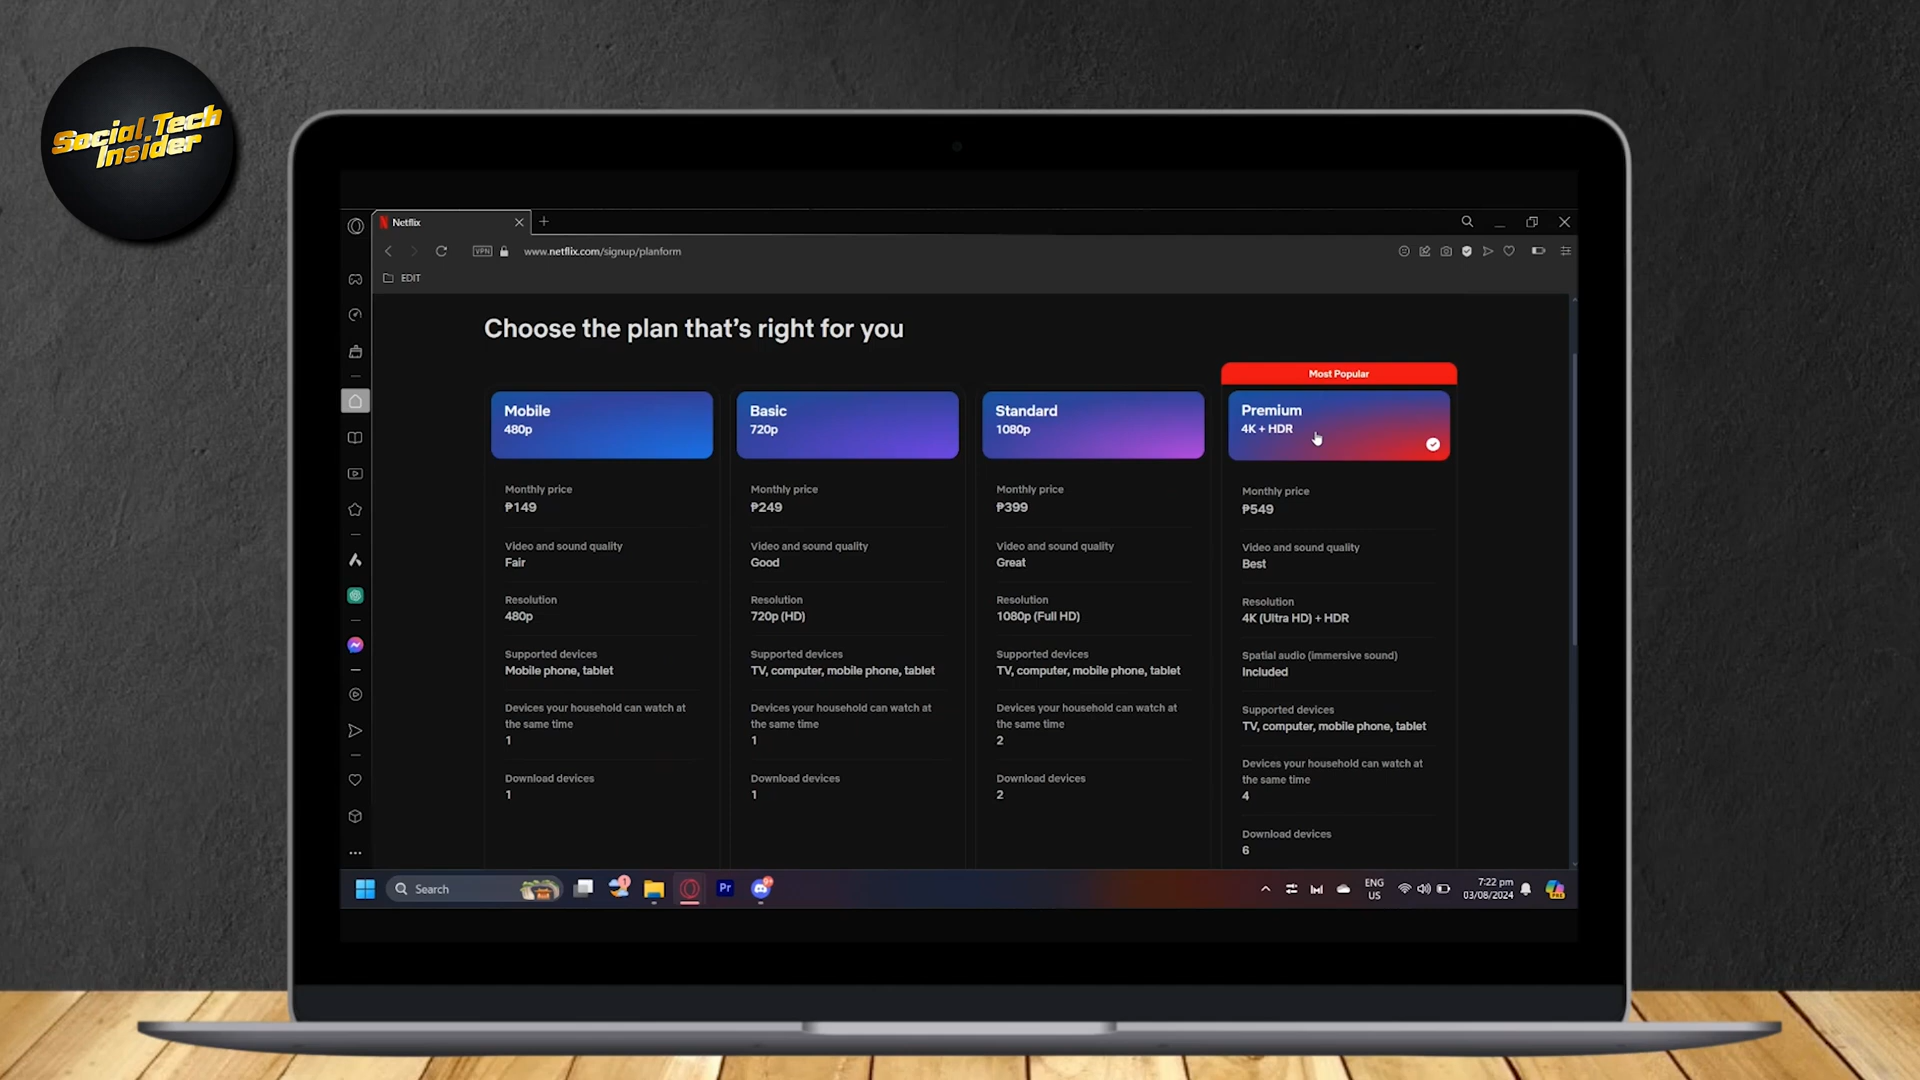 Social Tech
Insider
Netflix
VPN
www.netflix.com/signup/planform
EDIT
Choose the plan that's right for you
Most Popular
Mobile
480p
Monthly price
₱149
Video and sound quality
Fair
Resolution
480p
Supported devices
Mobile phone, tablet
Devices your household can watch at
the same time
1
Download devices
1
Basic
720p
Monthly price
₱249
Video and sound quality
Good
Resolution
720p (HD)
Supported devices
TV, computer, mobile phone, tablet
Devices your household can watch at
the same time
1
Download devices
1
Standard
1080p
Monthly price
₱399
Video and sound quality
Great
Resolution
1080p (Full HD)
Supported devices
TV, computer, mobile phone, tablet
Devices your household can watch at
the same time
2
Download devices
2
Premium
4K + HDR
Monthly price
₱549
Video and sound quality
Best
Resolution
4K (Ultra HD) + HDR
Spatial audio (immersive sound)
Included
Supported devices
TV, computer, mobile phone, tablet
Devices your household can watch at
the same time
4
Download devices
6
Search
1
Pr
ENG
US
7:22 pm
03/08/2024